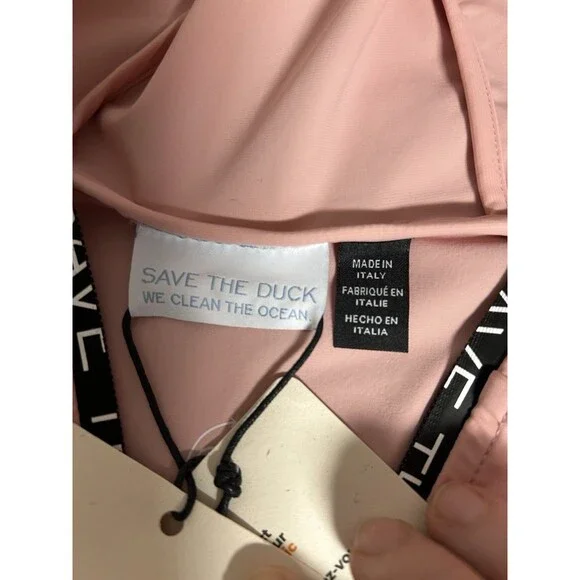 SAVE THE DUCK
WE CLEAN THE OCEAN.
MADE IN
ITALY
FABRIQUÉ EN
ITALIE
HECHO EN
ITALIA